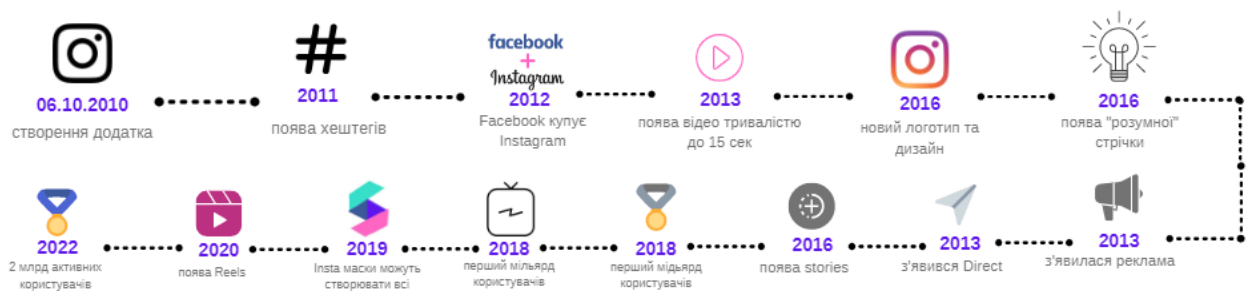 06.10.2010
створення додатка
#
2011
поява хештегів
facebook
+
Instagram
2012
Facebook купує
Instagram
2013
поява відео тривалістю
до 15 сек
2016
новий логотип та
дизайн
2016
поява "розумної"
стрічки
2013
з'явилася реклама
2013
з'явився Direct
2016
поява stories
2018
перший мідьярд
користувачів
2018
перший мільярд
користувачів
2019
Insta маски можуть
створювати всі
2020
поява Reels
2022
2 млрд активних
користувачів